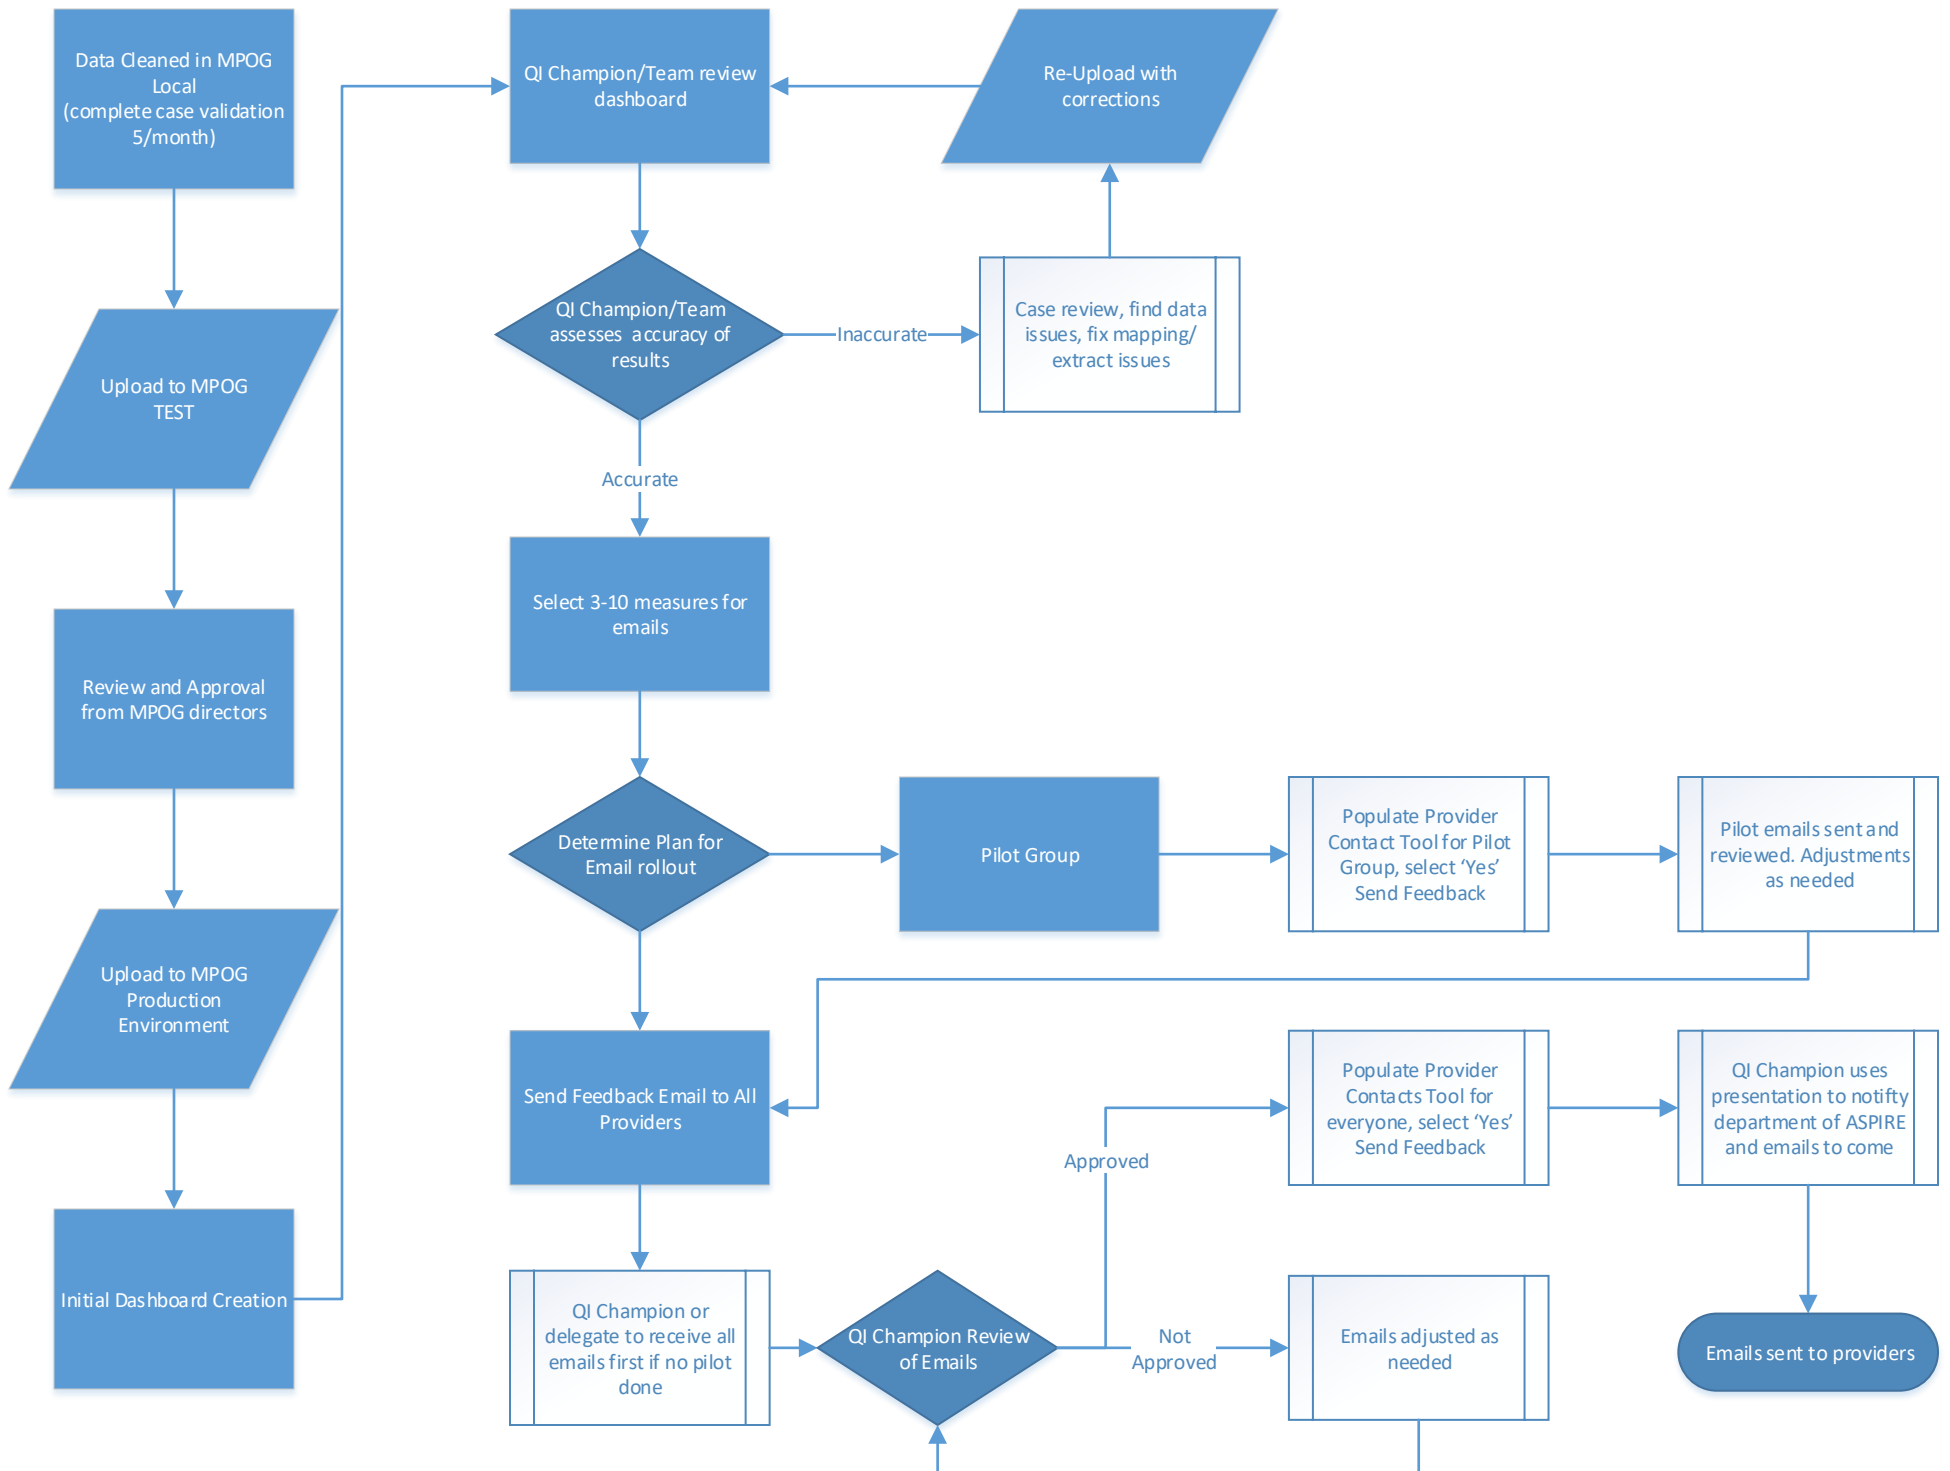 Data Cleaned in MPOG
Local
(complete case validation
5/month)
Upload to MPOG
TEST
Review and Approval
from MPOG directors
Upload to MPOG
Production
Environment
Initial Dashboard Creation
QI Champion/Team review
dashboard
Re-Upload with
corrections
QI Champion/Team
assesses accuracy of
results
Inaccurate
Case review, find data
issues, fix mapping/
extract issues
Accurate
Select 3-10 measures for
emails
Determine Plan for
Email rollout
Pilot Group
Populate Provider
Contact Tool for Pilot
Group, select ‘Yes’
Send Feedback
Pilot emails sent and
reviewed. Adjustments
as needed
Send Feedback Email to All
Providers
Approved
Populate Provider
Contacts Tool for
everyone, select ‘Yes’
Send Feedback
QI Champion uses
presentation to notifty
department of ASPIRE
and emails to come
QI Champion or
delegate to receive all
emails first if no pilot
done
QI Champion Review
of Emails
Not
Approved
Emails adjusted as
needed
Emails sent to providers